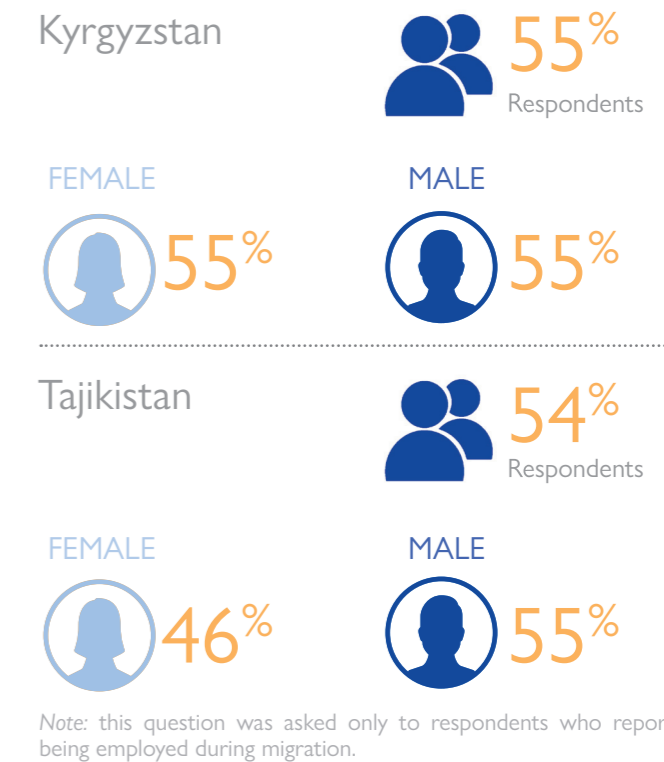 Kyrgyzstan
55%
Respondents
FEMALE
MALE
55%
55%
Tajikistan
54%
Respondents
FEMALE
MALE
46%
55%
Note: this question was asked only to respondents who repor
being employed during migration.